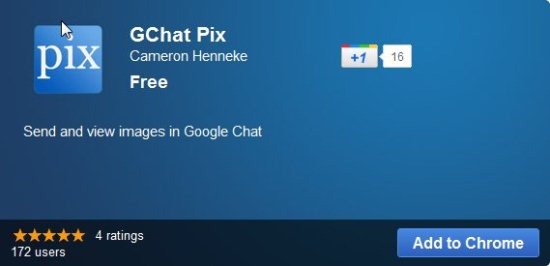 pix
GChat Pix
Cameron Henneke
Free
+1 16
Send and view images in Google Chat
4 ratings
172 users
Add to Chrome